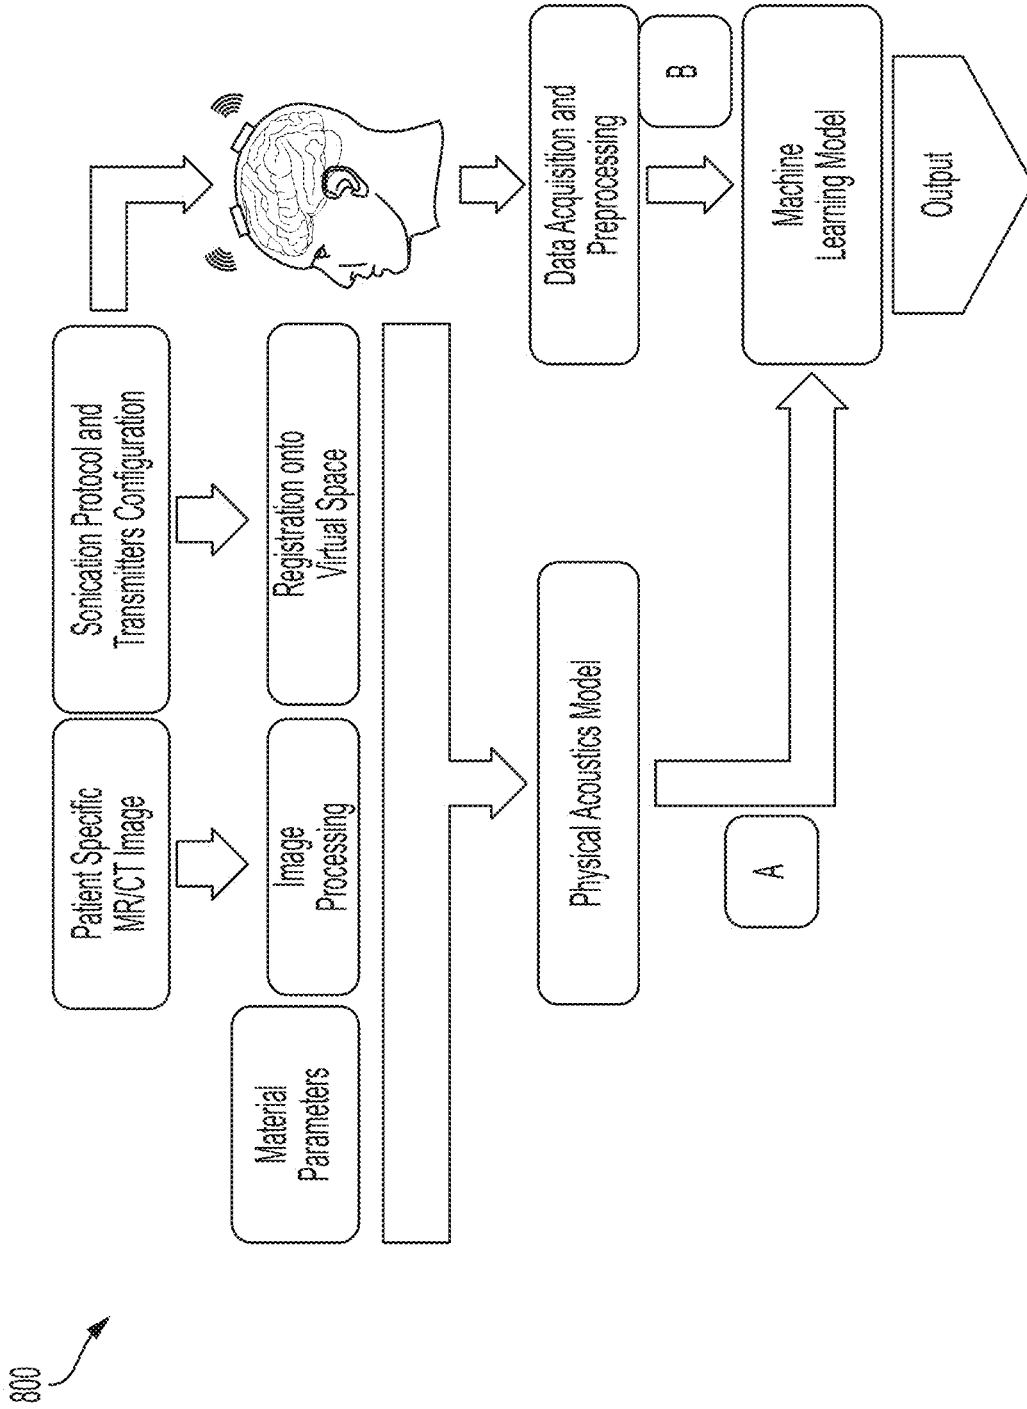 800
Patient Specific
MR/CT Image
Sonication Protocol and
Transmitters Configuration
Material
Parameters
Image
Processing
Registration onto
Virtual Space
Physical Acoustics Model
Data Acquisition and
Preprocessing
A
B
Machine
Learning Model
Output